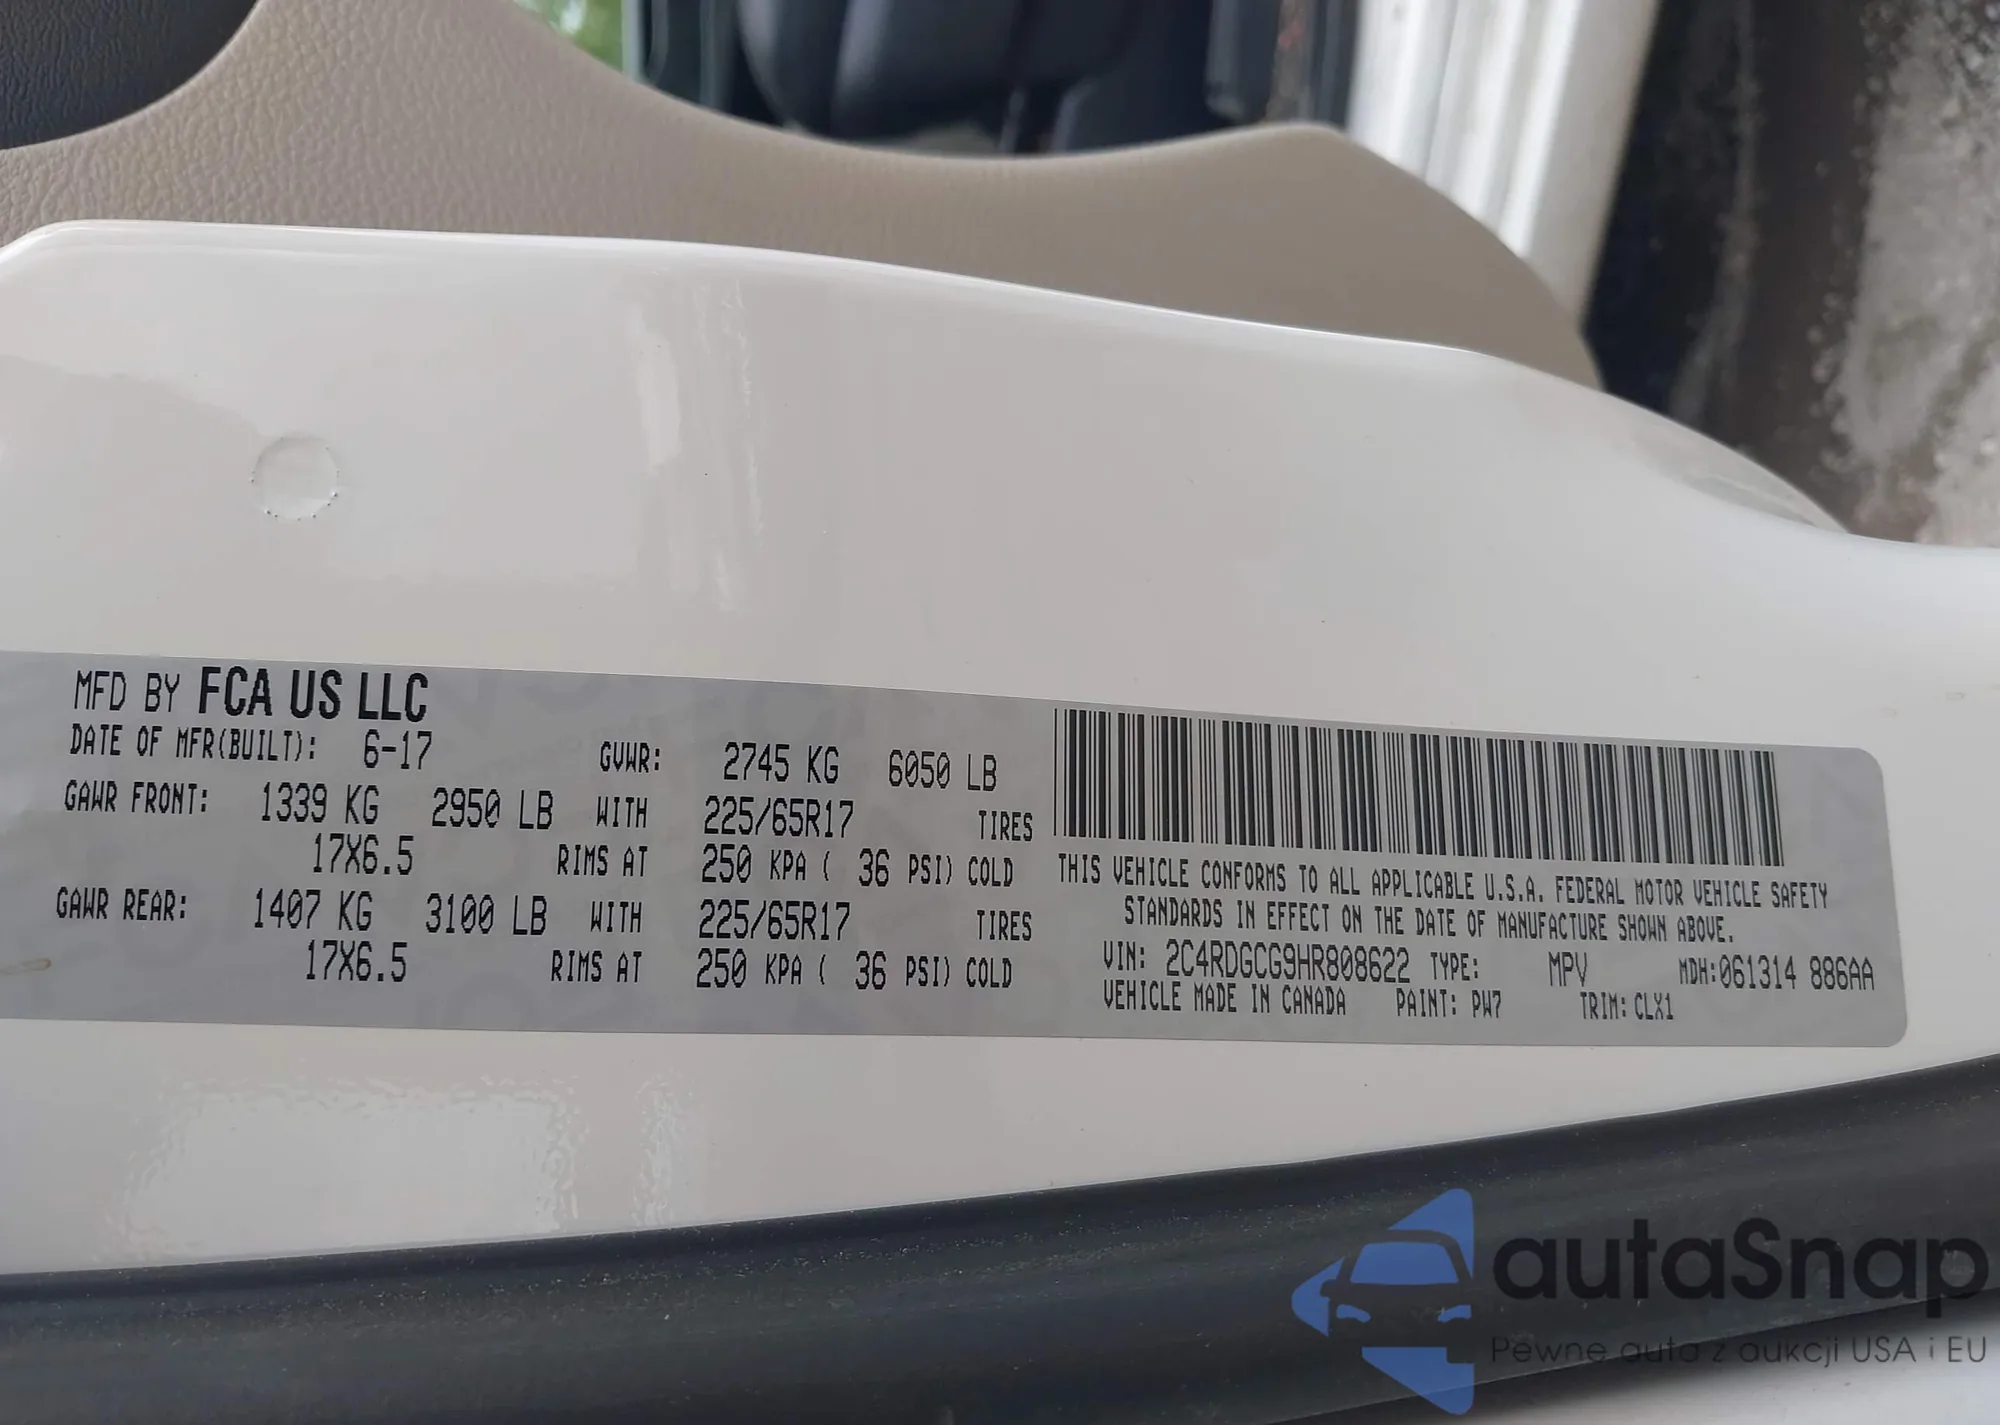 MFD BY FCA US LLC
DATE OF MFR(BUILT): 6-17 GVWR: 2745 KG 6050 LB
GAWR FRONT: 1339 KG 2950 LB WITH 225/65R17 TIRES
17X6.5 RIMS AT 250 KPA ( 36 PSI) COLD
GAWR REAR: 1407 KG 3100 LB WITH 225/65R17 TIRES
17X6.5 RIMS AT 250 KPA ( 36 PSI) COLD
THIS VEHICLE CONFORMS TO ALL APPLICABLE U.S.A. FEDERAL MOTOR VEHICLE SAFETY
STANDARDS IN EFFECT ON THE DATE OF MANUFACTURE SHOWN ABOVE.
VIN: 2C4RDGCG9HR808622 TYPE: MPV MDH:061314 886AA
VEHICLE MADE IN CANADA PAINT: PW7 TRIM: CLX1
autaSnap
Pewne auta z aukcji USA i EU